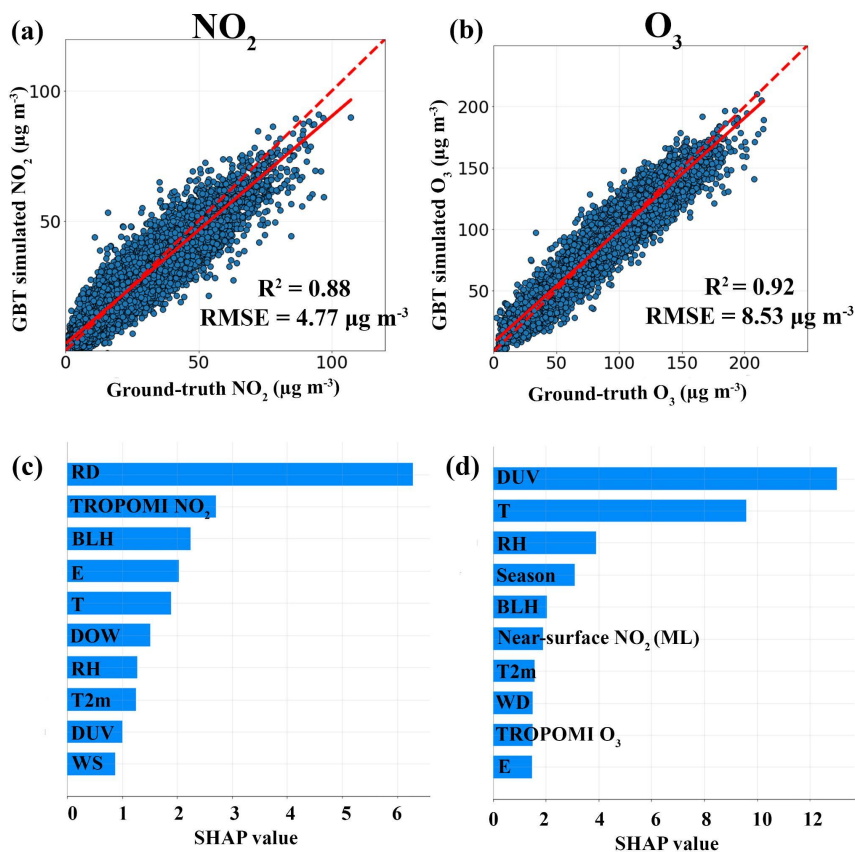 (a)
NO₂
GBT simulated NO₂ (μg m⁻³)
100
50
0
50
100
R² = 0.88
RMSE = 4.77 μg m⁻³
Ground-truth NO₂ (μg m⁻³)
(b)
O₃
GBT simulated O₃ (μg m⁻³)
200
150
100
50
0
50
100
150
200
R² = 0.92
RMSE = 8.53 μg m⁻³
Ground-truth O₃ (μg m⁻³)
(c)
RD
TROPOMI NO₂
BLH
E
T
DOW
RH
T2m
DUV
WS
0 1 2 3 4 5 6
SHAP value
(d)
DUV
T
RH
Season
BLH
Near-surface NO₂ (ML)
T2m
WD
TROPOMI O₃
E
0 2 4 6 8 10 12
SHAP value